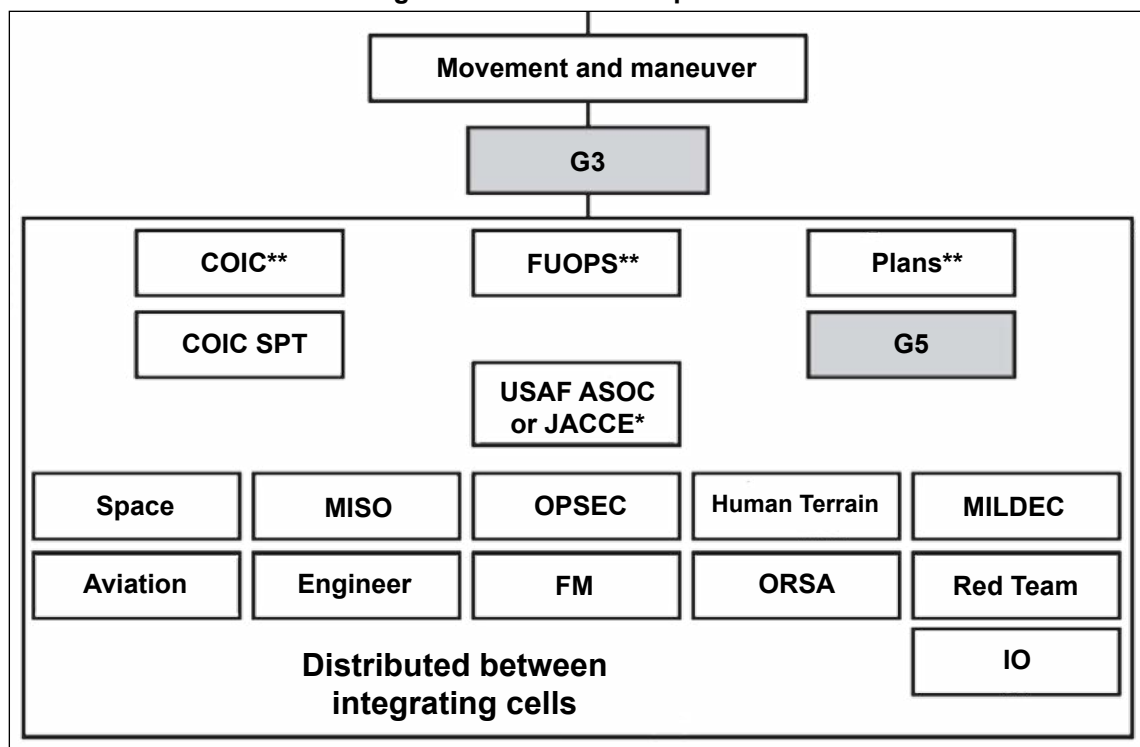 Movement and maneuver
G3
COIC**
FUOPS**
Plans**
COIC SPT
G5
USAF ASOC
or JACCE*
Space
MISO
OPSEC
Human Terrain
MILDEC
Aviation
Engineer
FM
ORSA
Red Team
IO
Distributed between
integrating cells